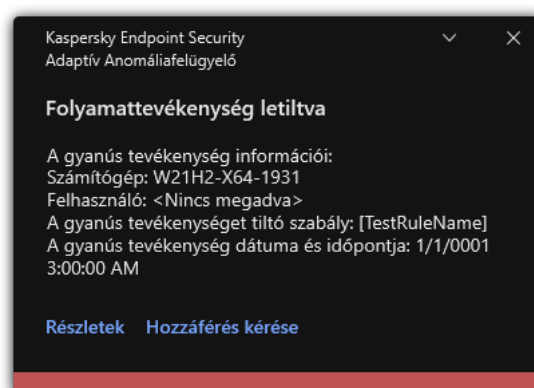 Kaspersky Endpoint Security
Adaptív Anomáliafelügyelő
Folyamattevékenység letiltva
A gyanús tevékenység információi:
Számítógép: W21H2-X64-1931
Felhasználó: <Nincs megadva>
A gyanús tevékenységet tiltó szabály: [TestRuleName]
A gyanús tevékenység dátuma és időpontja: 1/1/0001
3:00:00 AM
Részletek Hozzáférés kérése